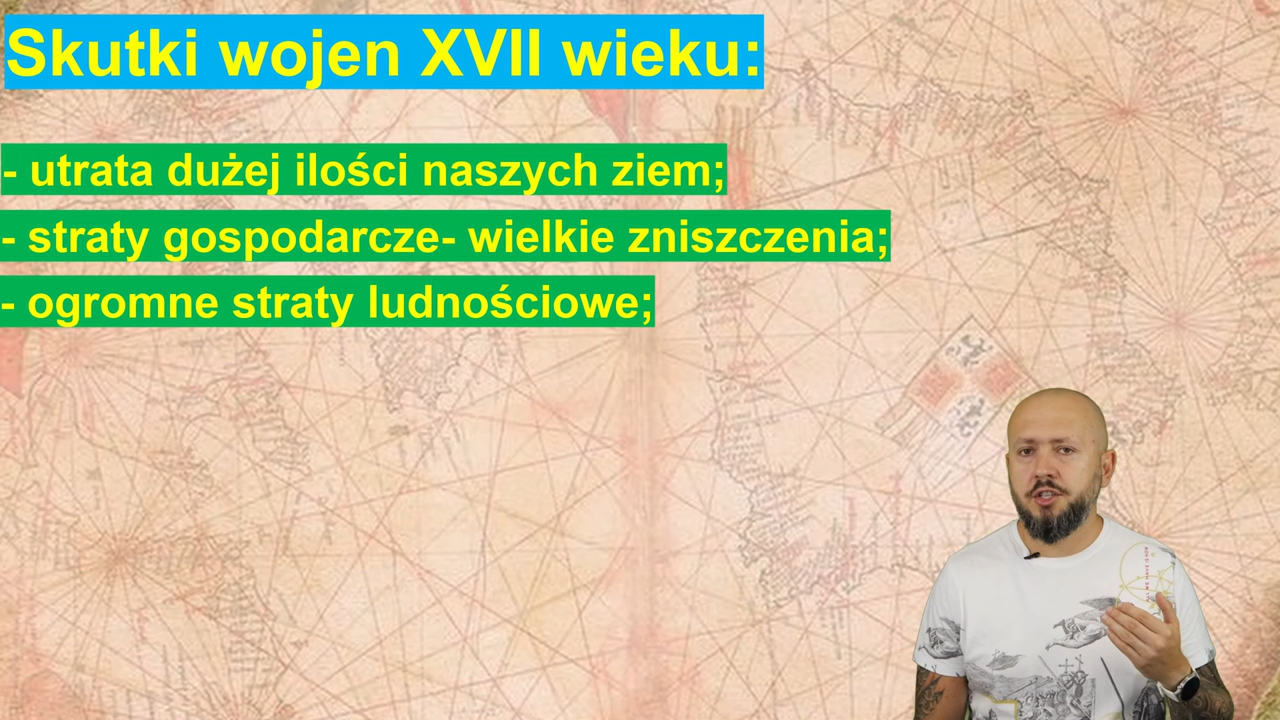 Skutki wojen XVII wieku:
- utrata dużej ilości naszych ziem;
- straty gospodarcze- wielkie zniszczenia;
- ogromne straty ludnościowe;